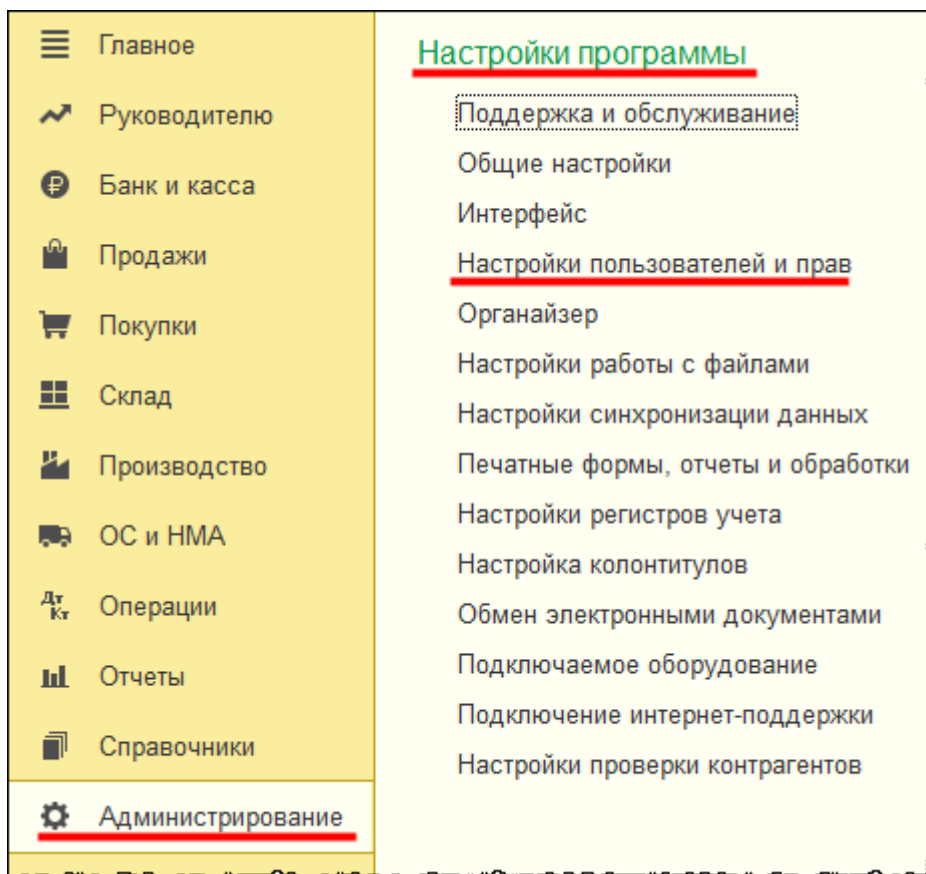 Главное
Руководителю
Банк и касса
Продажи
Покупки
Склад
Производство
ОС и НМА
Дт
Кт
Операции
Отчеты
Справочники
Администрирование
Настройки программы
Поддержка и обслуживание
Общие настройки
Интерфейс
Настройки пользователей и прав
Органайзер
Настройки работы с файлами
Настройки синхронизации данных
Печатные формы, отчеты и обработки
Настройки регистров учета
Настройка колонтитулов
Обмен электронными документами
Подключаемое оборудование
Подключение интернет-поддержки
Настройки проверки контрагентов